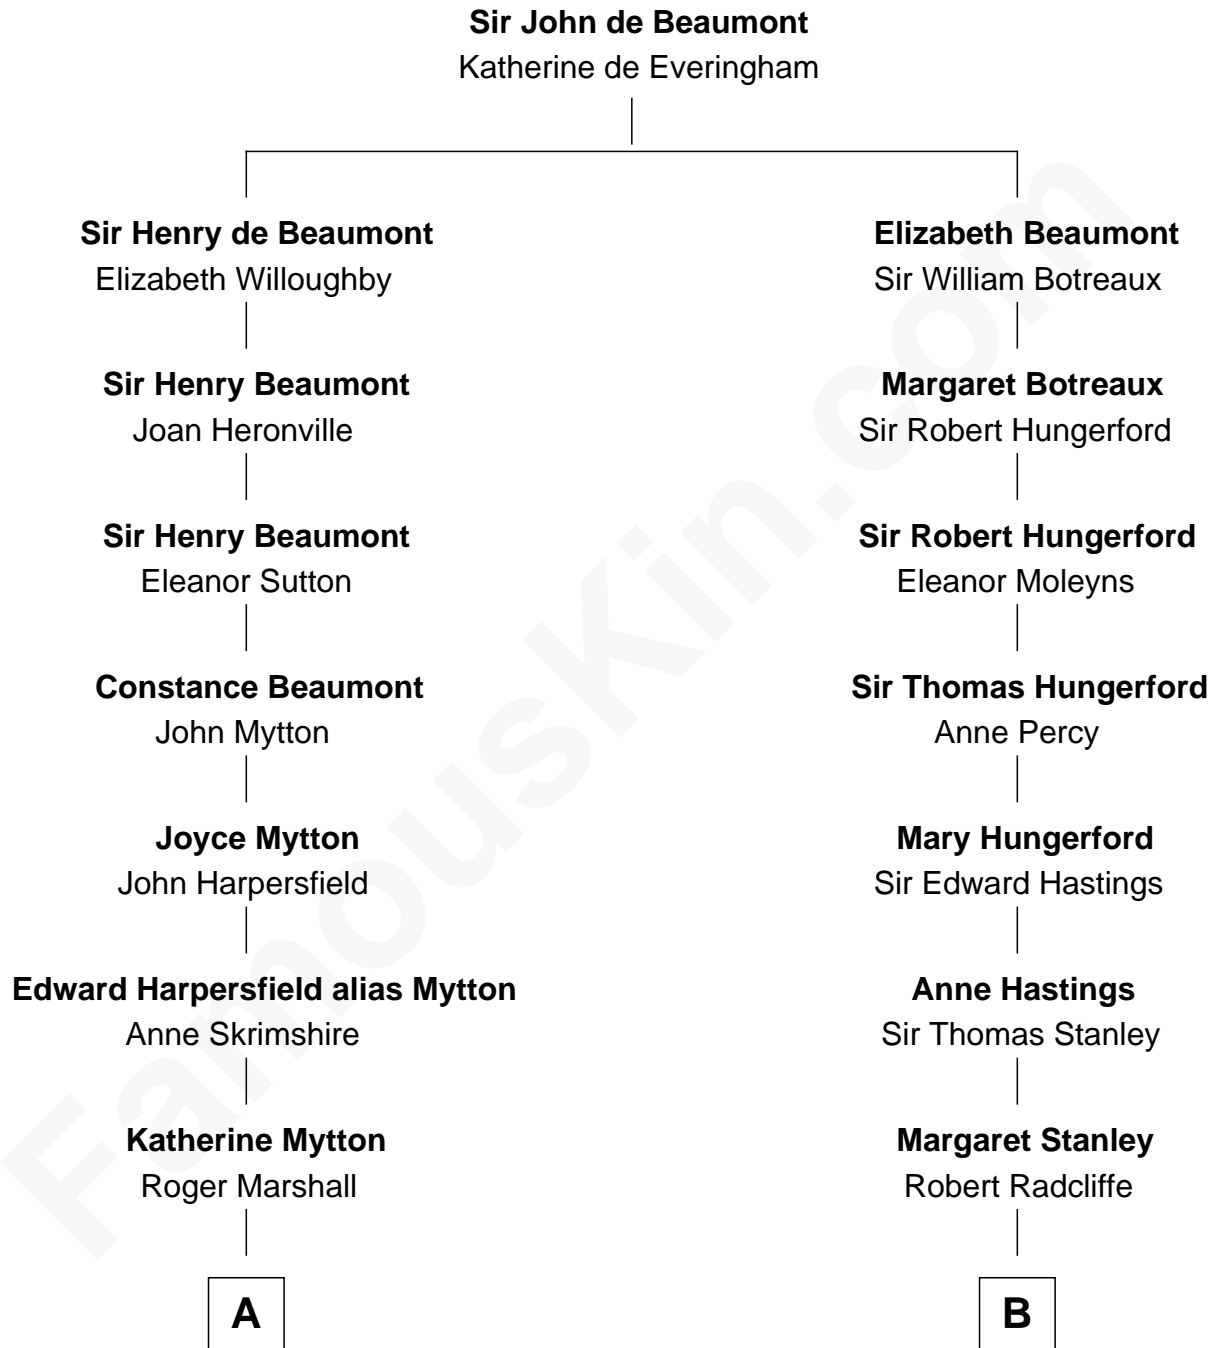 Sir John de Beaumont
Katherine de Everingham
Sir Henry de Beaumont
Elizabeth Willoughby
Elizabeth Beaumont
Sir William Botreaux
Sir Henry Beaumont
Joan Heronville
Margaret Botreaux
Sir Robert Hungerford
Sir Henry Beaumont
Eleanor Sutton
Sir Robert Hungerford
Eleanor Moleyns
Constance Beaumont
John Mytton
Sir Thomas Hungerford
Anne Percy
Joyce Mytton
John Harpersfield
Mary Hungerford
Sir Edward Hastings
Edward Harpersfield alias Mytton
Anne Skrimshire
Anne Hastings
Sir Thomas Stanley
Katherine Mytton
Roger Marshall
Margaret Stanley
Robert Radcliffe
A
B
FamousKin.com